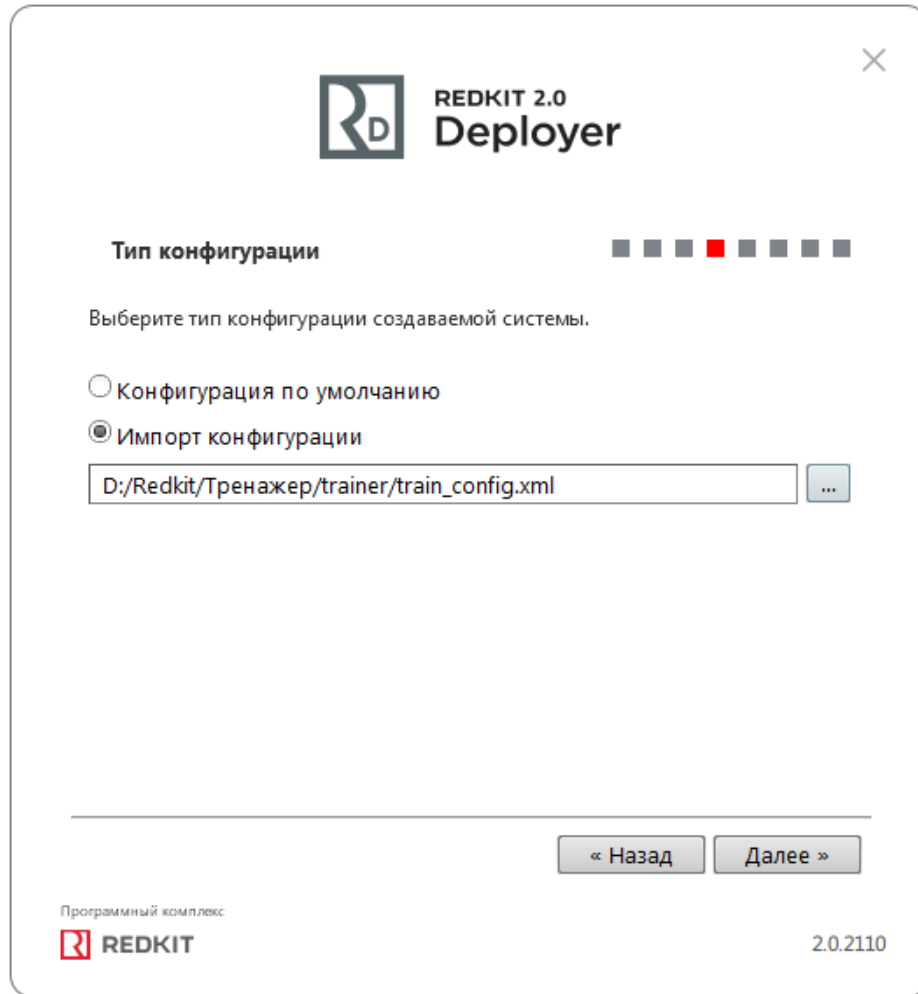 REDKIT 2.0
Deployer
Тип конфигурации
Выберите тип конфигурации создаваемой системы.
Конфигурация по умолчанию
Импорт конфигурации
D:/Redkit/Тренажер/trainer/train_config.xml
...
« Назад
Далее »
Программный комплекс
REDKIT
2.0.2110